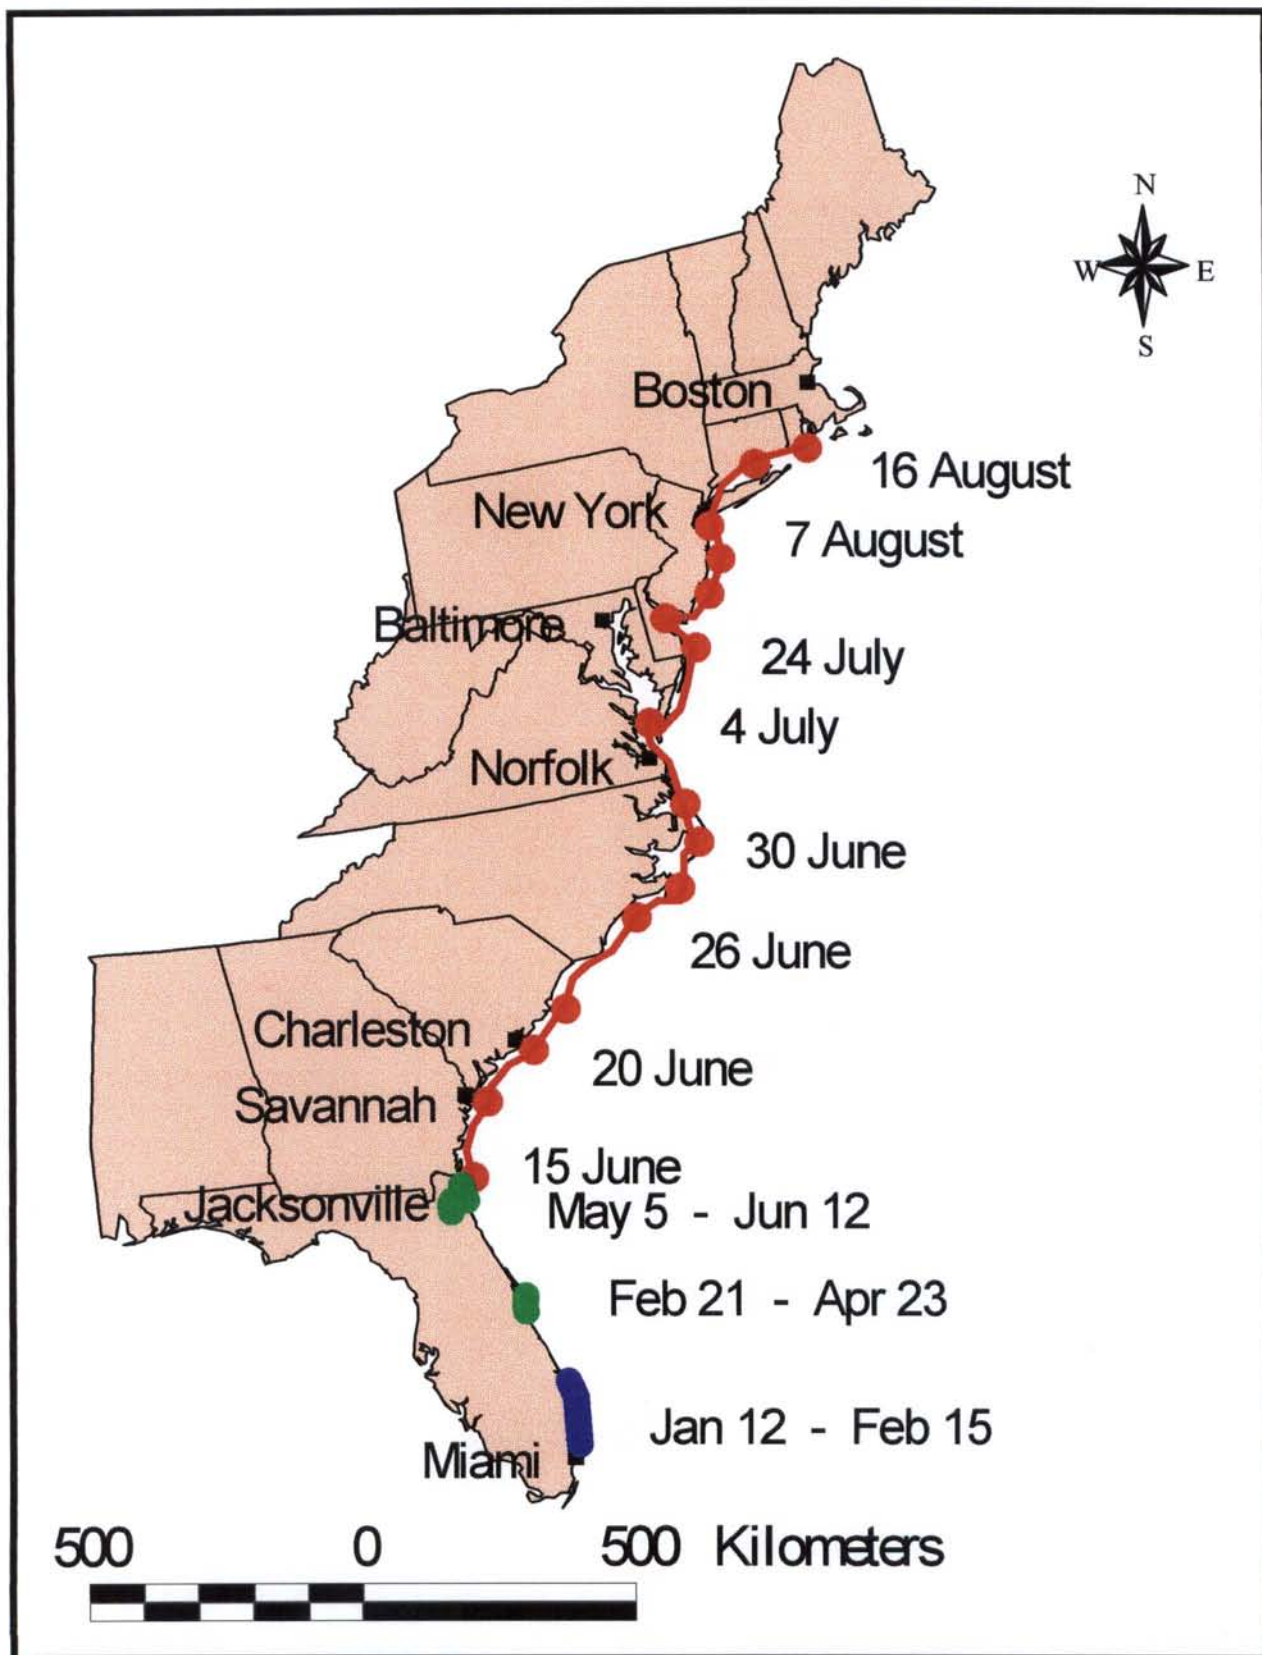 N
W E
S
Boston
16 August
New York
7 August
Baltimore
24 July
4 July
Norfolk
30 June
26 June
Charleston
20 June
Savannah
15 June
Jacksonville
May 5 - Jun 12
Feb 21 - Apr 23
Jan 12 - Feb 15
Miami
500 0 500 Kilometers